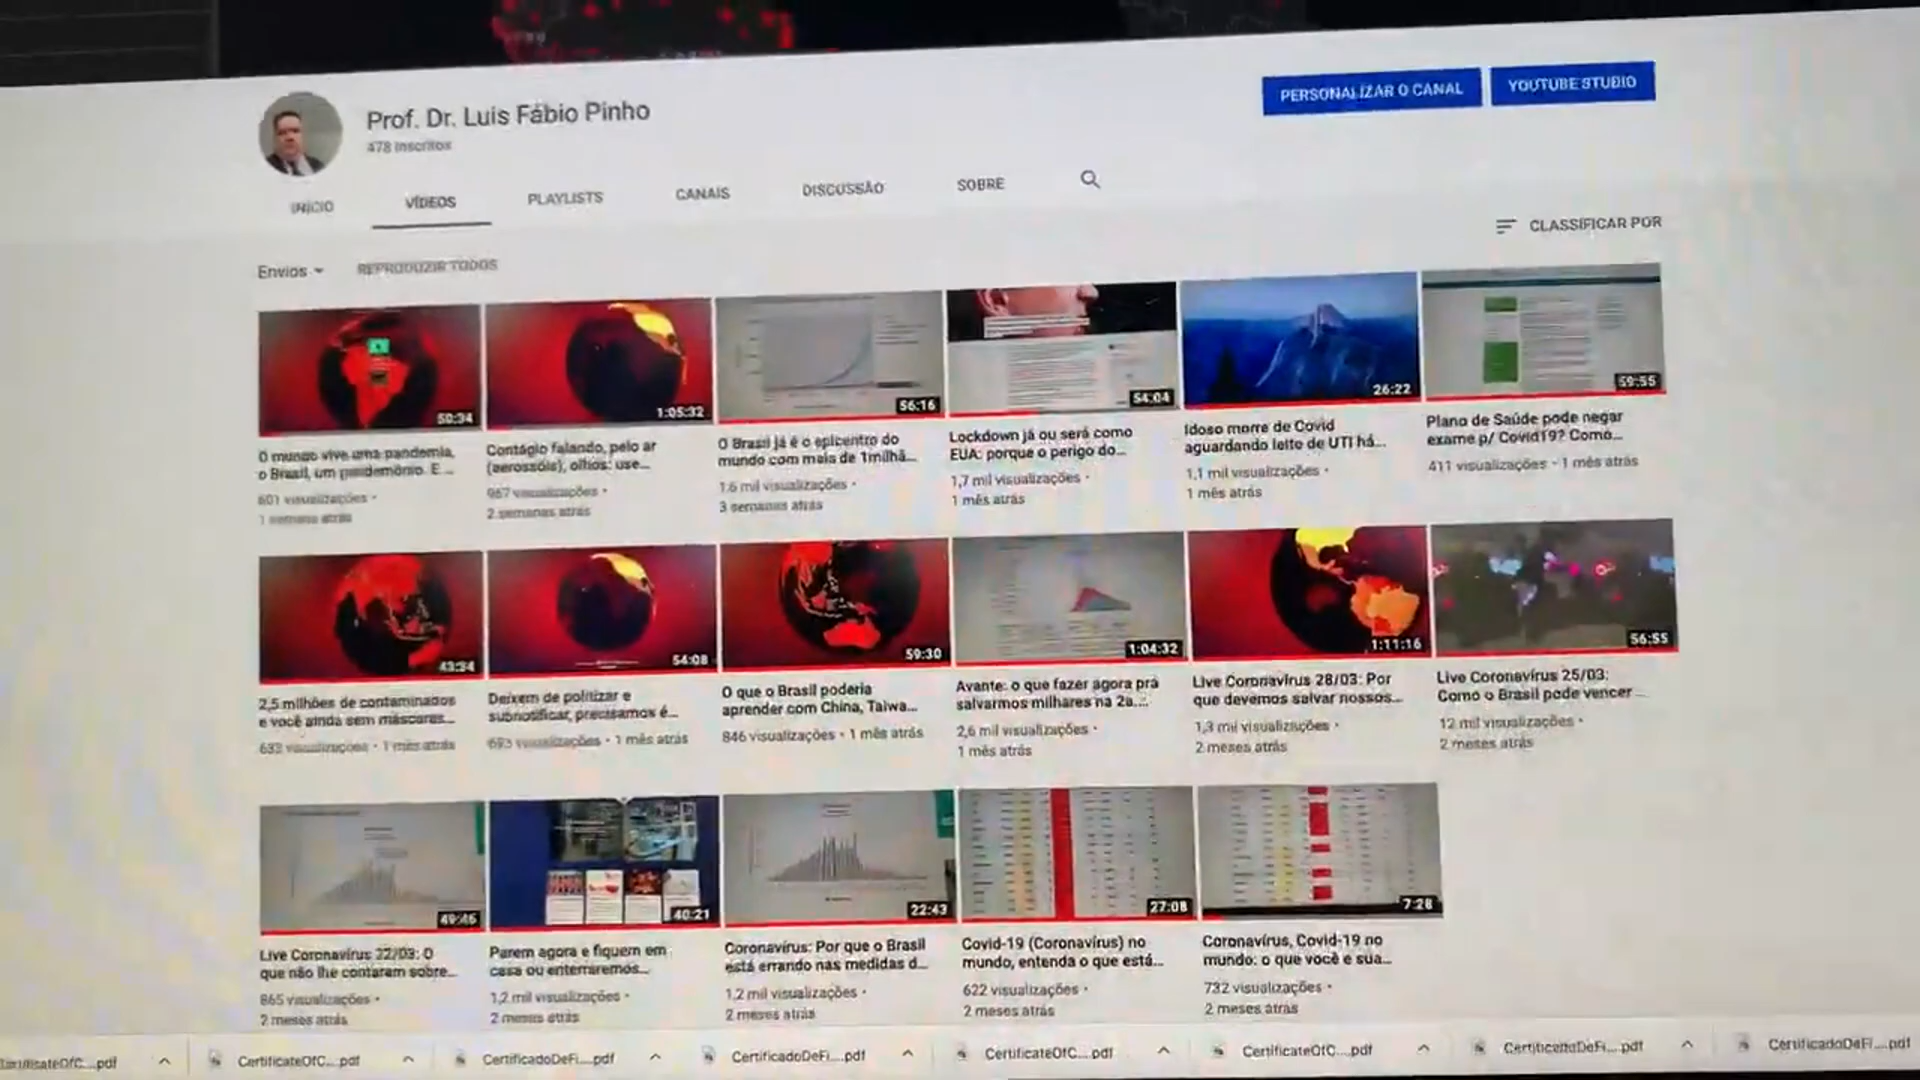 Prof. Dr. Luis Fábio Pinho
478 inscritos
PERSONALIZAR O CANAL
YOUTUBE STUDIO
INÍCIO
VÍDEOS
PLAYLISTS
CANAIS
DISCUSSÃO
SOBRE
CLASSIFICAR POR
Envios
REPRODUZIR TODOS
50:34
1:05:32
56:16
54:04
26:22
59:55
O mundo vive uma pandemia,
o Brasil, um pandemônio. E ...
601 visualizações •
1 semana atrás
Contágio falando, pelo ar
(aerossóis), olhos: use...
967 visualizações •
2 semanas atrás
O Brasil já é o epicentro do
mundo com mais de 1milhã...
1,6 mil visualizações •
3 semanas atrás
Lockdown já ou será como
EUA: porque o perigo do...
1,7 mil visualizações •
1 mês atrás
Idoso morre de Covid
aguardando leito de UTI há...
1,1 mil visualizações •
1 mês atrás
Plano de Saúde pode negar
exame p/ Covid19? Como...
411 visualizações • 1 mês atrás
43:34
54:08
59:30
1:04:32
1:11:16
56:55
2,5 milhões de contaminados
e você ainda sem máscaras...
632 visualizações • 1 mês atrás
Deixem de politizar e
subnotificar, precisamos é...
693 visualizações • 1 mês atrás
O que o Brasil poderia
aprender com China, Taiwa...
846 visualizações • 1 mês atrás
Avante: o que fazer agora pra
salvarmos milhares na 2a....
2,6 mil visualizações •
1 mês atrás
Live Coronavírus 28/03: Por
que devemos salvar nossos...
1,3 mil visualizações •
2 meses atrás
Live Coronavírus 25/03:
Como o Brasil pode vencer ...
12 mil visualizações •
2 meses atrás
49:46
40:21
22:43
27:08
7:28
Live Coronavírus 22/03: O
que não lhe contaram sobre...
865 visualizações •
2 meses atrás
Parem agora e fiquem em
casa ou enterraremos...
1,2 mil visualizações •
2 meses atrás
Coronavírus: Por que o Brasil
está errando nas medidas d...
1,2 mil visualizações •
2 meses atrás
Covid-19 (Coronavírus) no
mundo, entenda o que está...
622 visualizações •
2 meses atrás
Coronavírus, Covid-19 no
mundo: o que você e sua...
732 visualizações •
2 meses atrás
CertificateOfC....pdf
CertificateOfC....pdf
CertificadoDeFi....pdf
CertificadoDeFi....pdf
CertificateOfC....pdf
CertificateOfC....pdf
CertificadoDeFi....pdf
CertificadoDeFi....pdf